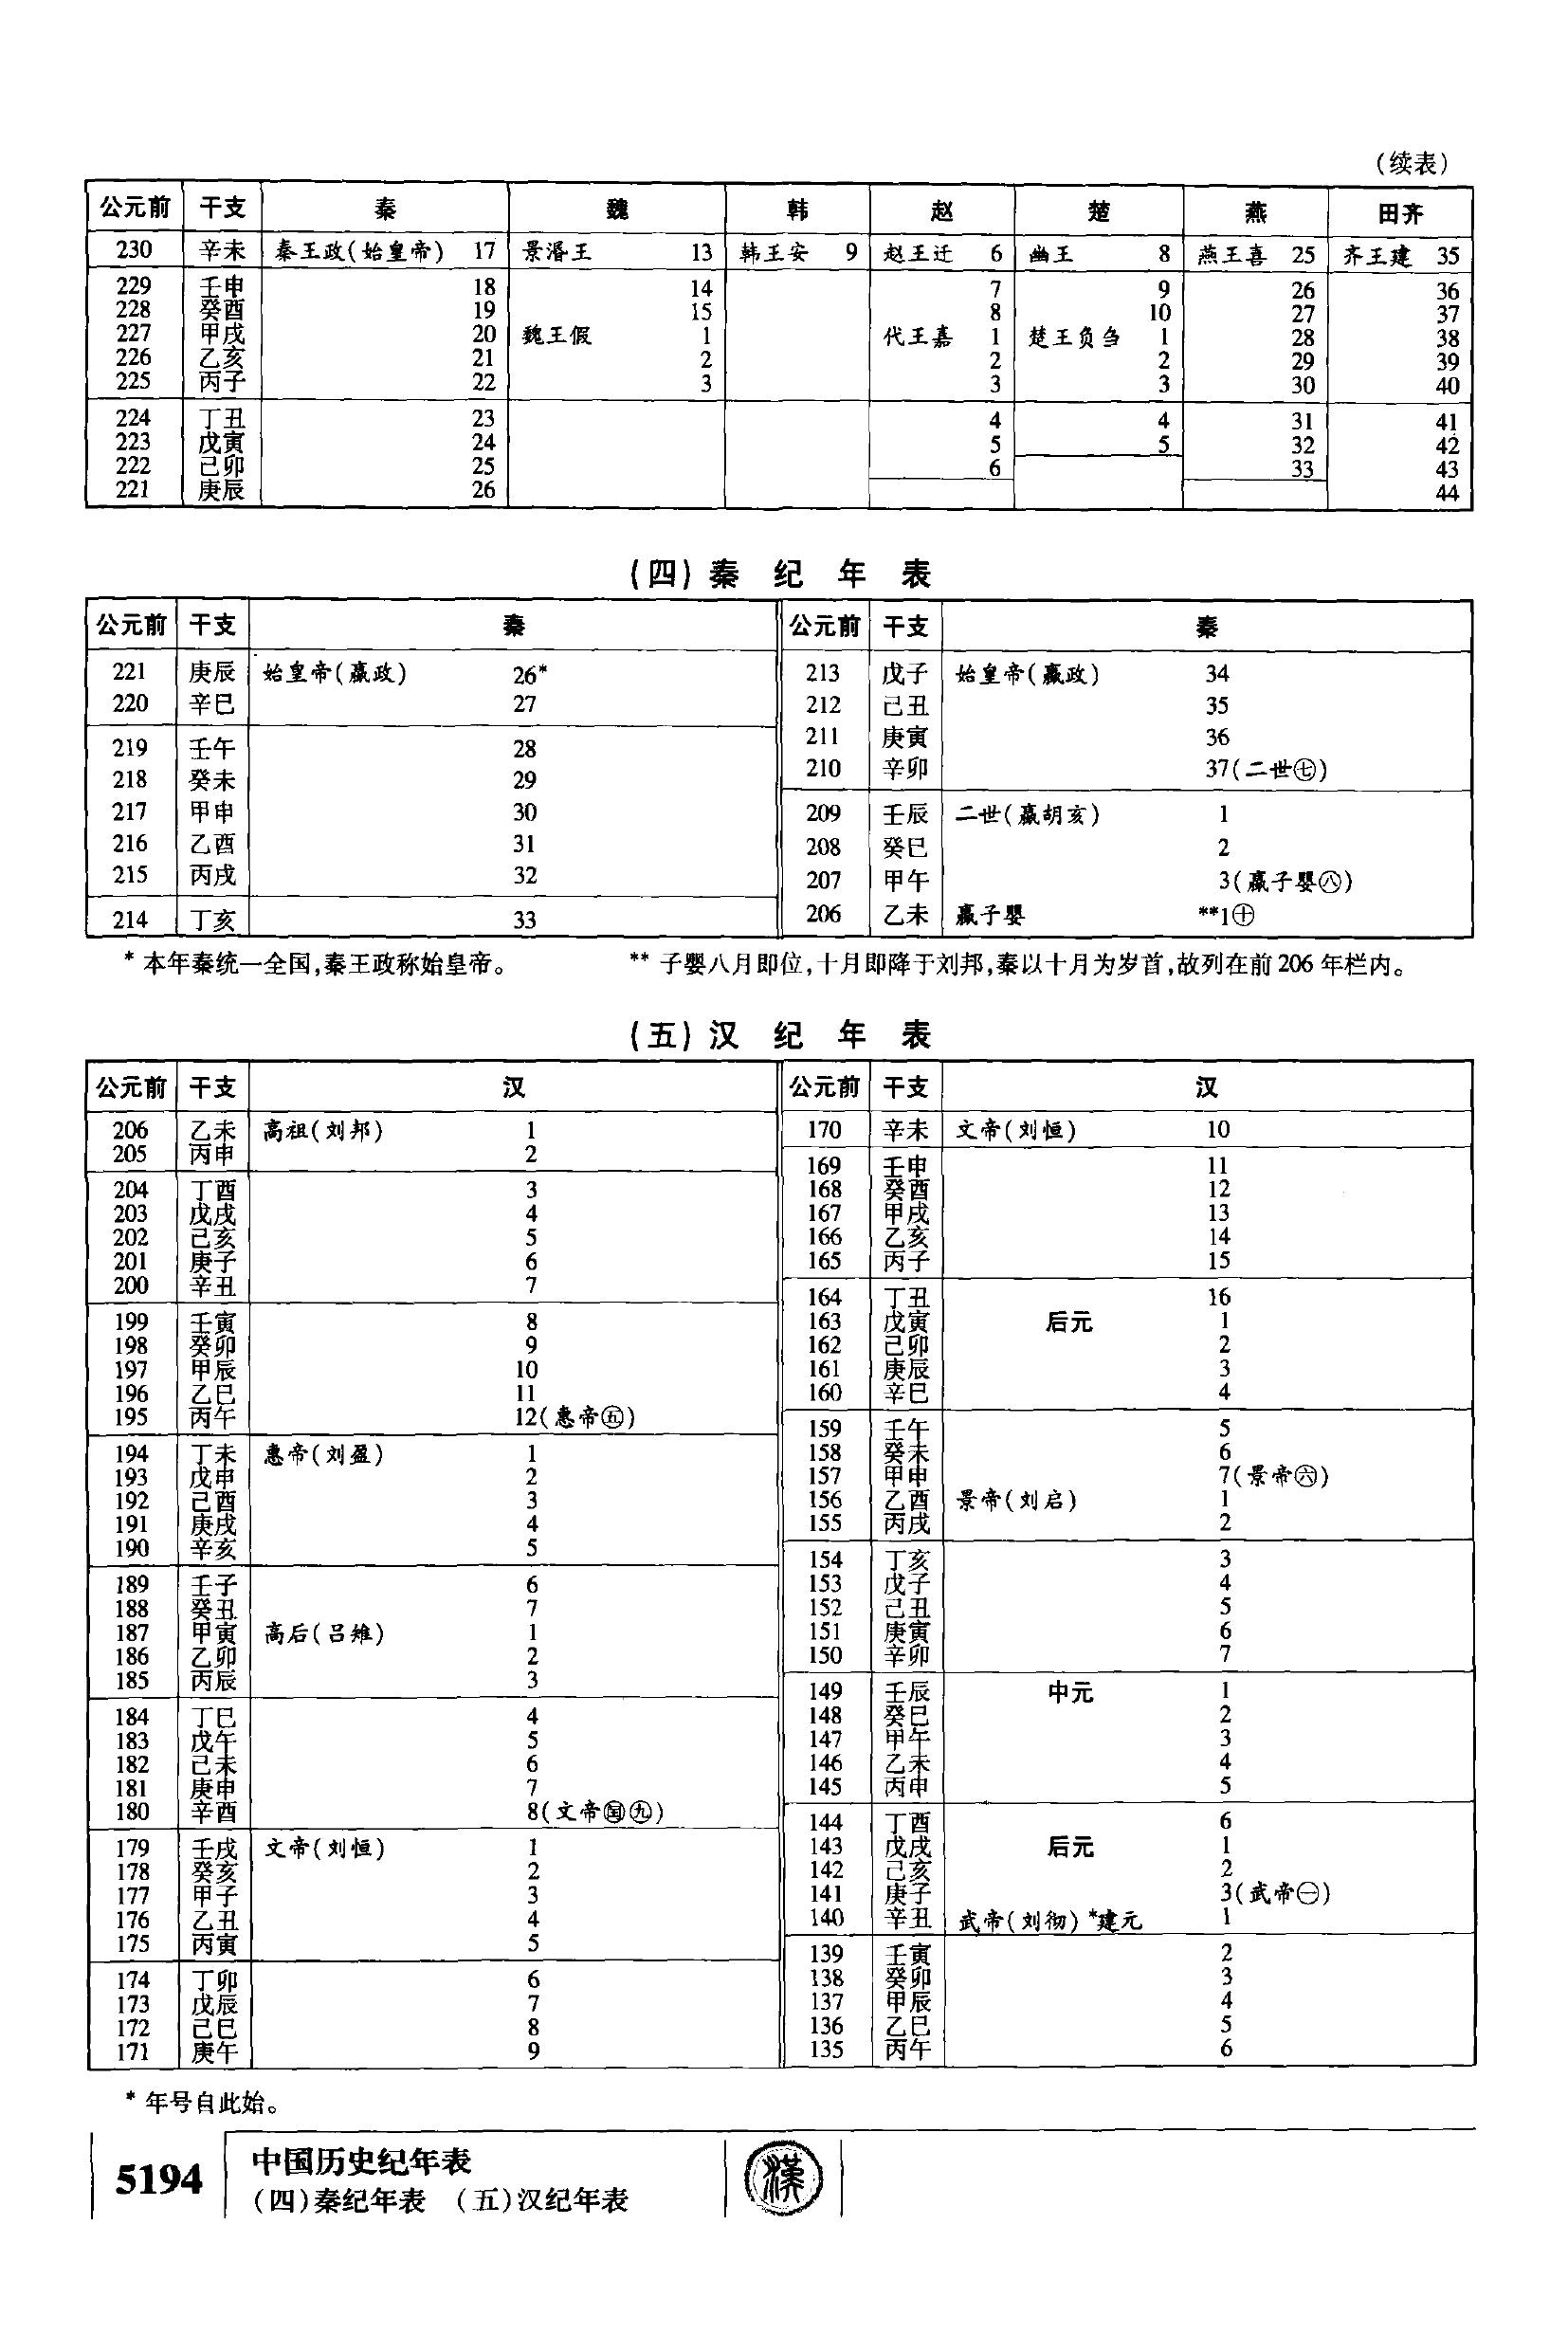 (续表)
公元前 干支 秦 魏 韩 赵 楚 燕 田齐
230 辛未 秦王政(始皇帝) 17 景湣王 13 韩王安 9 赵王迁 6 幽王 8 燕王喜 25 齐王建 35
229 壬申 18 14 7 9 26 36
228 癸酉 19 15 8 10 27 37
227 甲戌 20 魏王假 1 代王嘉 1 楚王负刍 1 28 38
226 乙亥 21 2 2 2 29 39
225 丙子 22 3 3 3 30 40
224 丁丑 23 4 4 31 41
223 戊寅 24 5 5 32 42
222 己卯 25 6 33 43
221 庚辰 26 44
(四)秦纪年表
公元前 干支 秦
221 庚辰 始皇帝(嬴政) 26*
220 辛巳 27
219 壬午 28
218 癸未 29
217 甲申 30
216 乙酉 31
215 丙戌 32
214 丁亥 33
公元前 干支 秦
213 戊子 始皇帝(嬴政) 34
212 己丑 35
211 庚寅 36
210 辛卯 37(二世㊆)
209 壬辰 二世(嬴胡亥) 1
208 癸巳 2
207 甲午 3(嬴子婴㊇)
206 乙未 嬴子婴 **1㊉
* 本年秦统一全国,秦王政称始皇帝。 ** 子婴八月即位,十月即降于刘邦,秦以十月为岁首,故列在前206年栏内。
(五)汉纪年表
公元前 干支 汉
206 乙未 高祖(刘邦) 1
205 丙申 2
204 丁酉 3
203 戊戌 4
202 己亥 5
201 庚子 6
200 辛丑 7
199 壬寅 8
198 癸卯 9
197 甲辰 10
196 乙巳 11
195 丙午 12(惠帝㊄)
194 丁未 惠帝(刘盈) 1
193 戊申 2
192 己酉 3
191 庚戌 4
190 辛亥 5
189 壬子 6
188 癸丑 7
187 甲寅 高后(吕雉) 1
186 乙卯 2
185 丙辰 3
184 丁巳 4
183 戊午 5
182 己未 6
181 庚申 7
180 辛酉 8(文帝㊈)
179 壬戌 文帝(刘恒) 1
178 癸亥 2
177 甲子 3
176 乙丑 4
175 丙寅 5
174 丁卯 6
173 戊辰 7
172 己巳 8
171 庚午 9
公元前 干支 汉
170 辛未 文帝(刘恒) 10
169 壬申 11
168 癸酉 12
167 甲戌 13
166 乙亥 14
165 丙子 15
164 丁丑 16
163 戊寅 后元 1
162 己卯 2
161 庚辰 3
160 辛巳 4
159 壬午 5
158 癸未 6
157 甲申 7(景帝㊅)
156 乙酉 景帝(刘启) 1
155 丙戌 2
154 丁亥 3
153 戊子 4
152 己丑 5
151 庚寅 6
150 辛卯 7
149 壬辰 中元 1
148 癸巳 2
147 甲午 3
146 乙未 4
145 丙申 5
144 丁酉 6
143 戊戌 后元 1
142 己亥 2
141 庚子 3(武帝㊀)
140 辛丑 武帝(刘彻) *建元 1
139 壬寅 2
138 癸卯 3
137 甲辰 4
136 乙巳 5
135 丙午 6
* 年号自此始。
5194
中国历史纪年表
(四)秦纪年表 (五)汉纪年表
漢